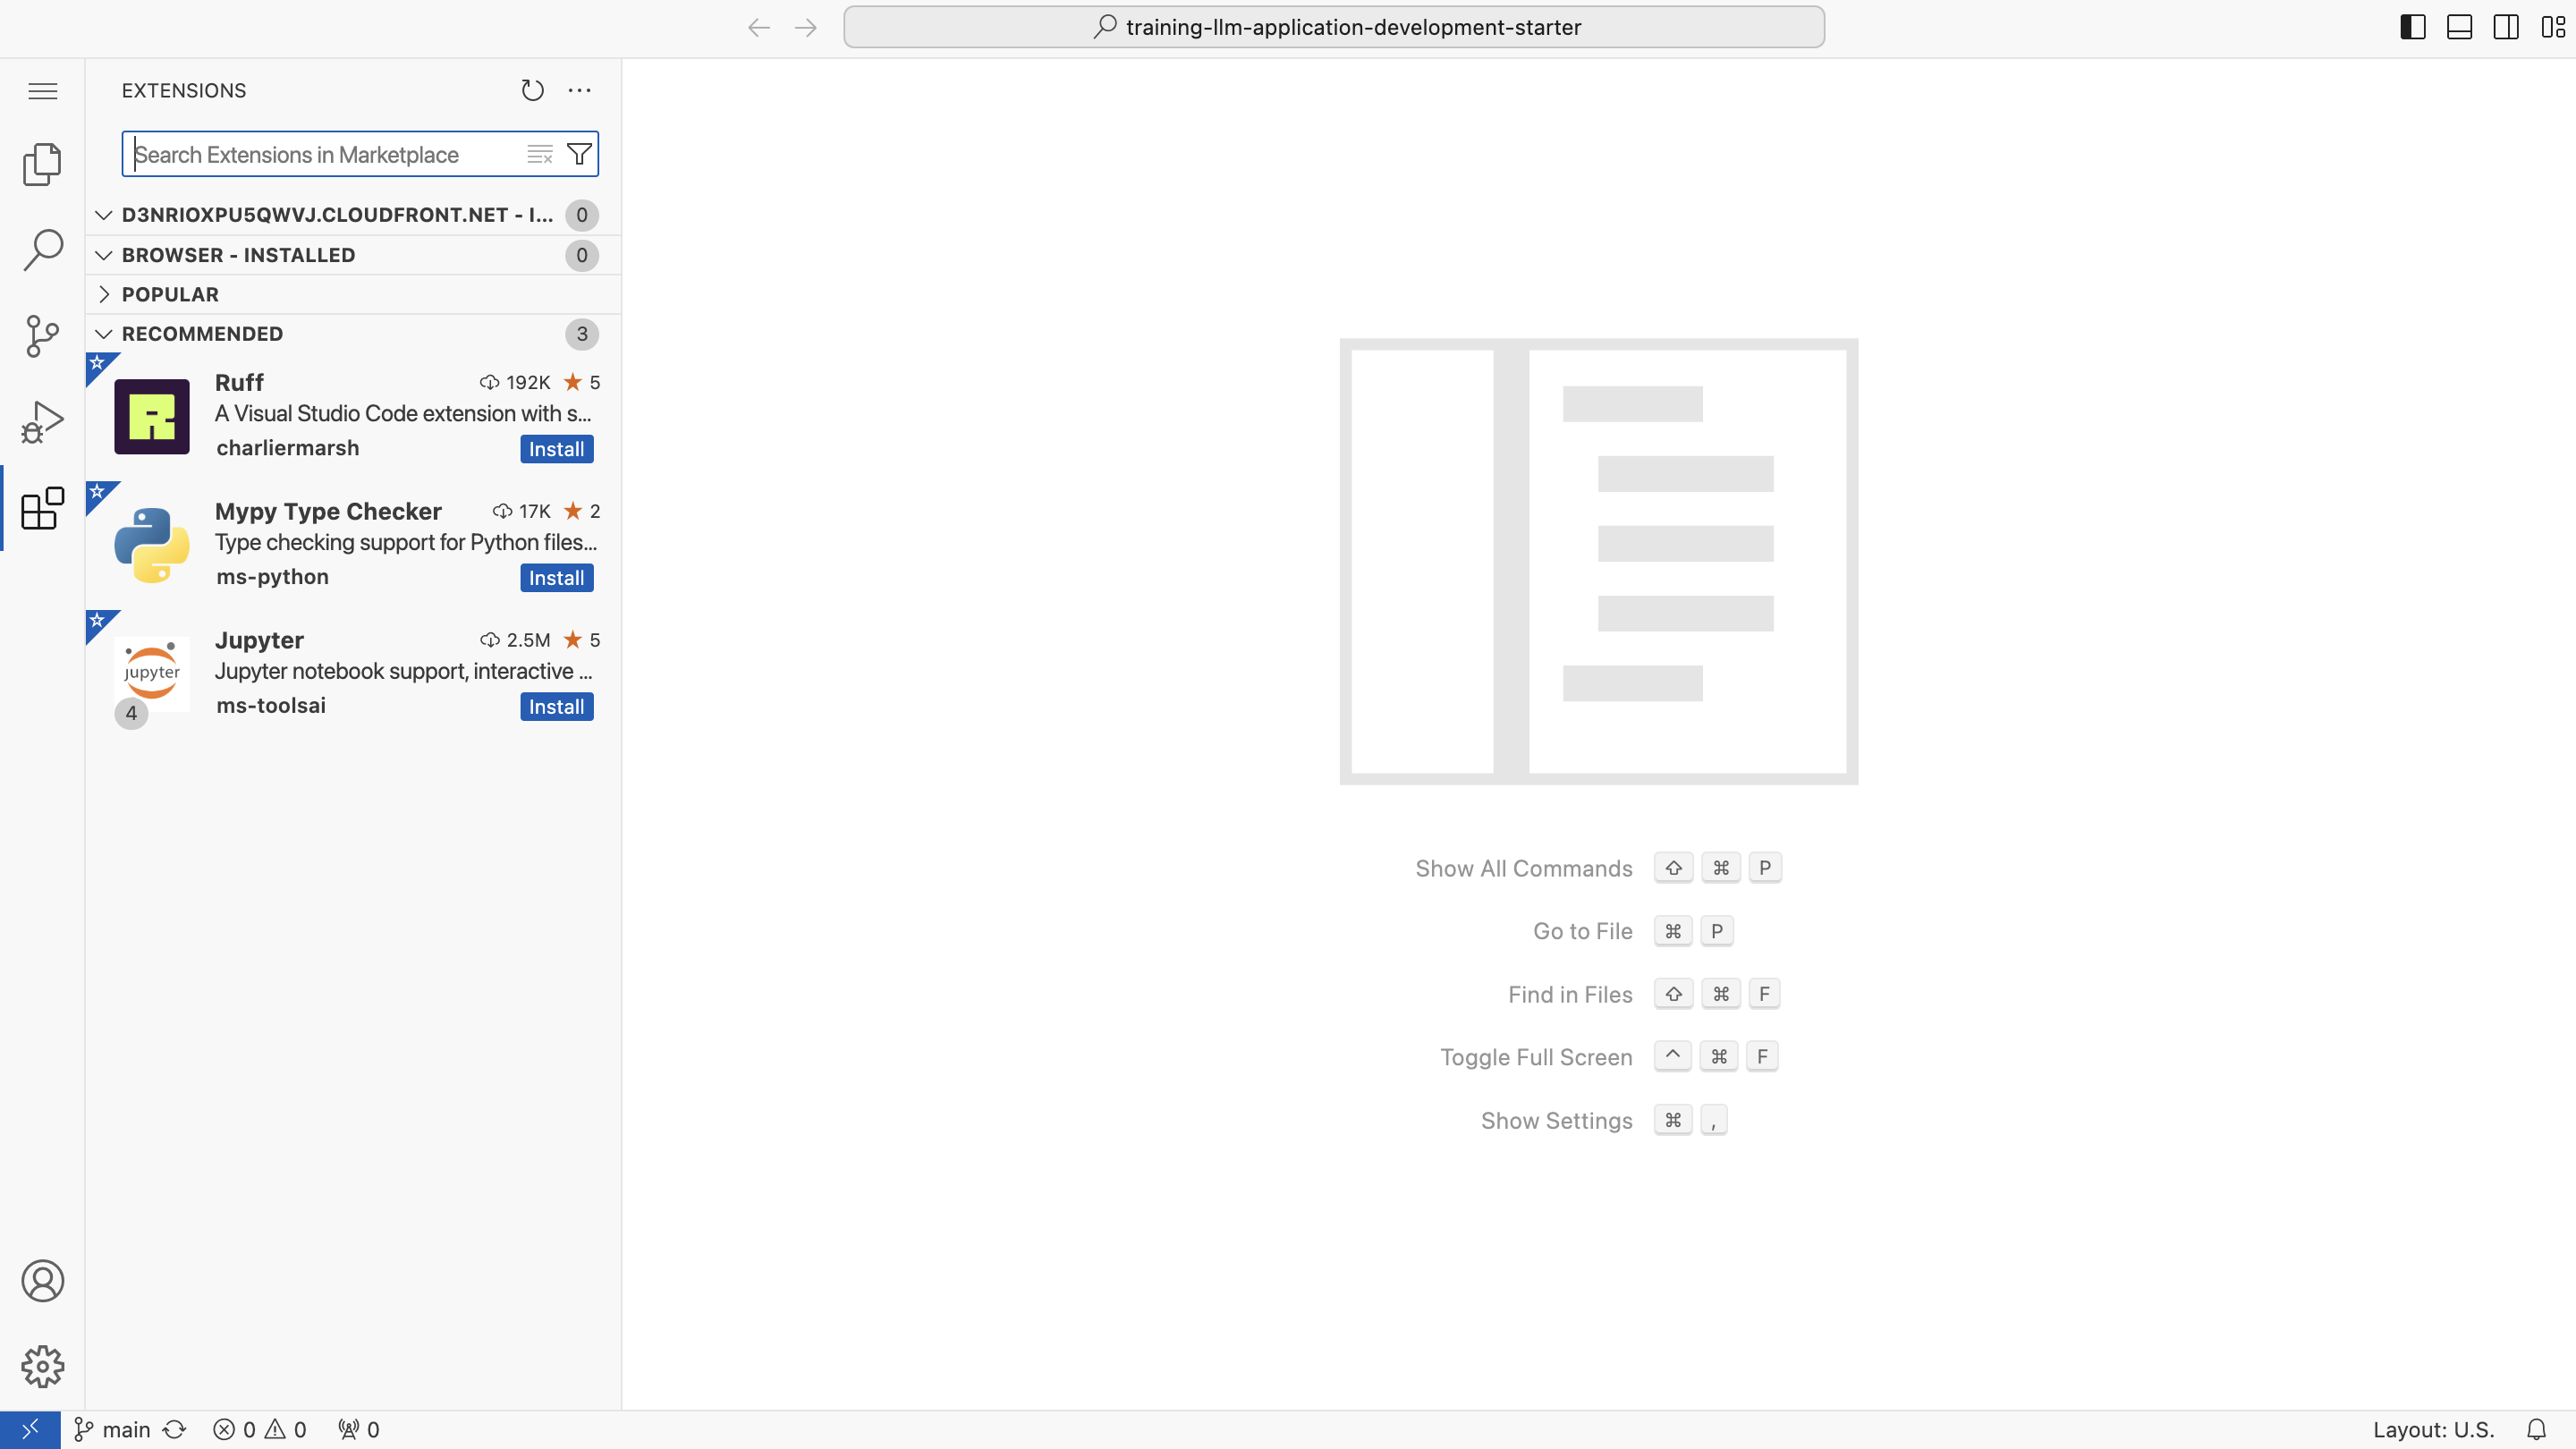 training-llm-application-development-starter
EXTENSIONS
Search Extensions in Marketplace
D3NRIOXPU5QWVJ.CLOUDFRONT.NET - I... 0
BROWSER - INSTALLED 0
POPULAR
RECOMMENDED 3
Ruff 192K ★ 5
A Visual Studio Code extension with s...
charliermarsh Install
Mypy Type Checker 17K ★ 2
Type checking support for Python files...
ms-python Install
Jupyter 2.5M ★ 5
jupyter
Jupyter notebook support, interactive ...
4
ms-toolsai Install
Show All Commands ⇧ ⌘ P
Go to File ⌘ P
Find in Files ⇧ ⌘ F
Toggle Full Screen ⌃ ⌘ F
Show Settings ⌘ ,
main 0 0 0
Layout: U.S.